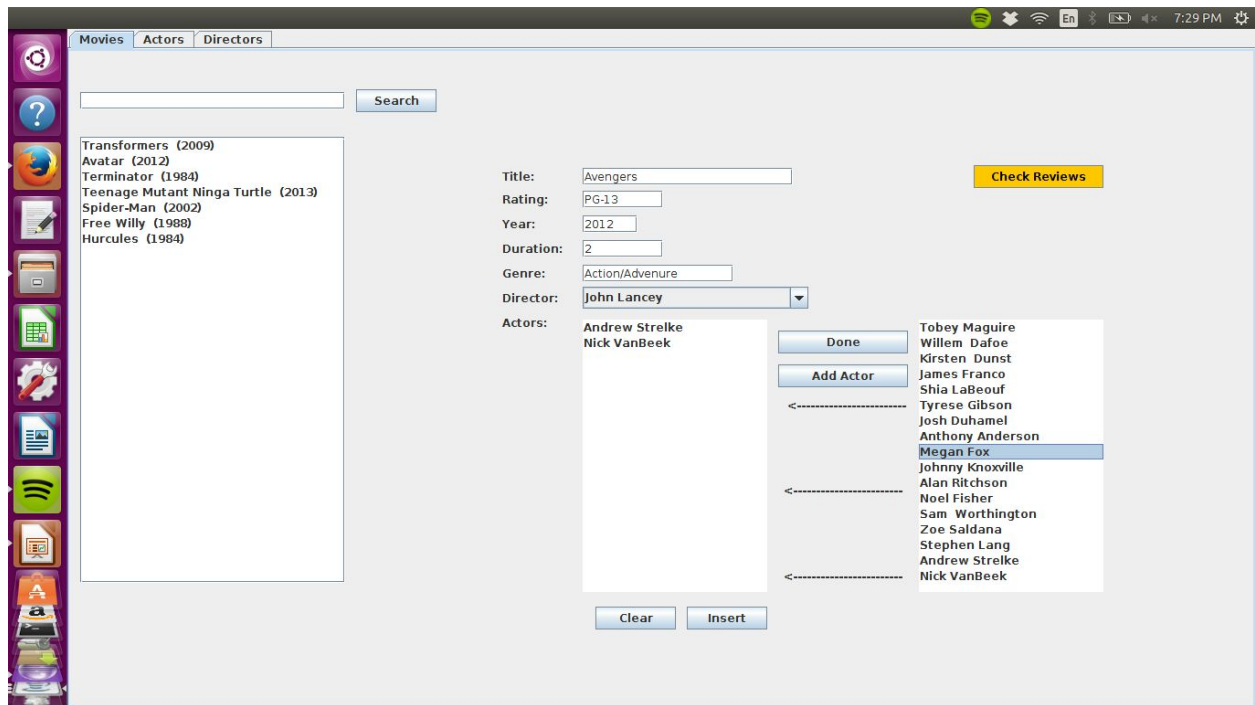 En 7:29 PM
Movies Actors Directors
Search
Transformers (2009)
Avatar (2012)
Terminator (1984)
Teenage Mutant Ninga Turtle (2013)
Spider-Man (2002)
Free Willy (1988)
Hurcules (1984)
Title: Avengers
Check Reviews
Rating: PG-13
Year: 2012
Duration: 2
Genre: Action/Advenure
Director: John Lancey
Actors:
Andrew Strelke
Nick VanBeek
Done
Add Actor
<------------------------
<------------------------
<------------------------
Tobey Maguire
Willem Dafoe
Kirsten Dunst
James Franco
Shia LaBeouf
Tyrese Gibson
Josh Duhamel
Anthony Anderson
Megan Fox
Johnny Knoxville
Alan Ritchson
Noel Fisher
Sam Worthington
Zoe Saldana
Stephen Lang
Andrew Strelke
Nick VanBeek
Clear Insert